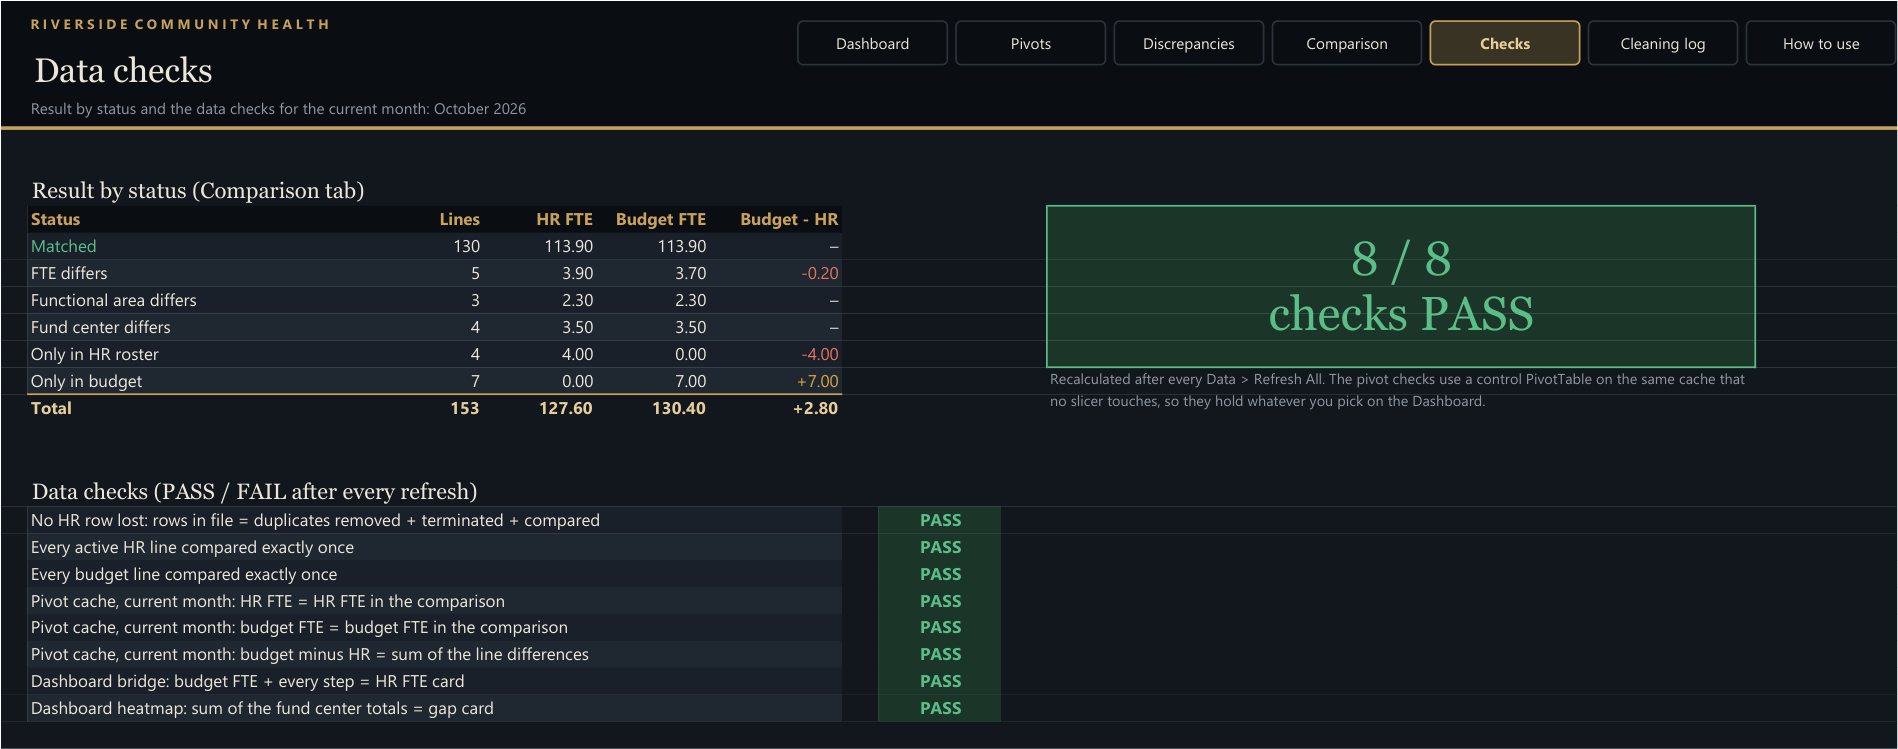 RIVERSIDE COMMUNITY HEALTH
Data checks
Result by status and the data checks for the current month: October 2026
Dashboard Pivots Discrepancies Comparison Checks Cleaning log How to use
Result by status (Comparison tab)
Status Lines HR FTE Budget FTE Budget - HR
Matched 130 113.90 113.90 –
FTE differs 5 3.90 3.70 -0.20
Functional area differs 3 2.30 2.30 –
Fund center differs 4 3.50 3.50 –
Only in HR roster 4 4.00 0.00 -4.00
Only in budget 7 0.00 7.00 +7.00
Total 153 127.60 130.40 +2.80
8 / 8
checks PASS
Recalculated after every Data > Refresh All. The pivot checks use a control PivotTable on the same cache that
no slicer touches, so they hold whatever you pick on the Dashboard.
Data checks (PASS / FAIL after every refresh)
No HR row lost: rows in file = duplicates removed + terminated + compared PASS
Every active HR line compared exactly once PASS
Every budget line compared exactly once PASS
Pivot cache, current month: HR FTE = HR FTE in the comparison PASS
Pivot cache, current month: budget FTE = budget FTE in the comparison PASS
Pivot cache, current month: budget minus HR = sum of the line differences PASS
Dashboard bridge: budget FTE + every step = HR FTE card PASS
Dashboard heatmap: sum of the fund center totals = gap card PASS